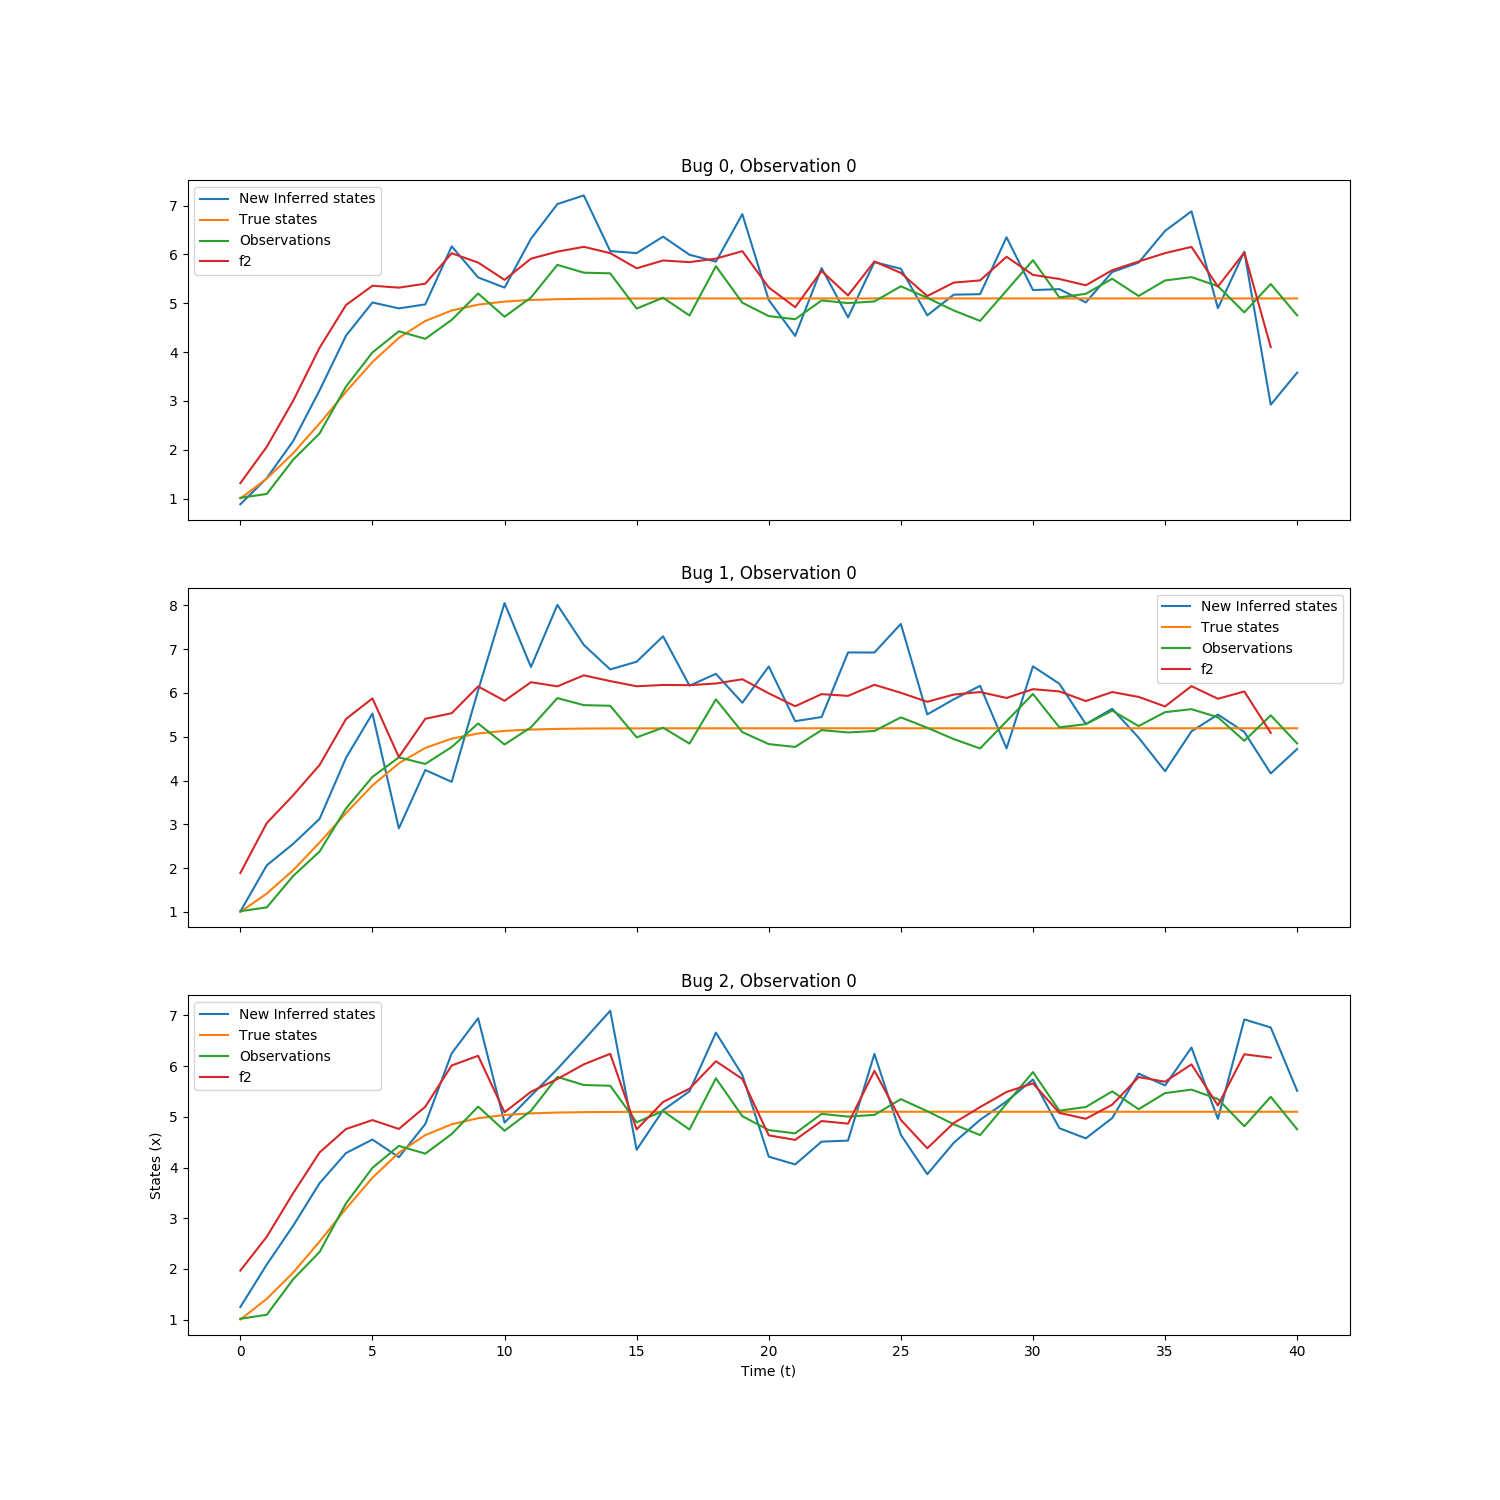 Bug 0, Observation 0
New Inferred states
True states
Observations
f2
7
6
5
4
3
2
1
Bug 1, Observation 0
New Inferred states
True states
Observations
f2
8
7
6
5
4
3
2
1
Bug 2, Observation 0
New Inferred states
True states
Observations
f2
7
6
5
4
3
2
1
States (x)
0 5 10 15 20 25 30 35 40
Time (t)